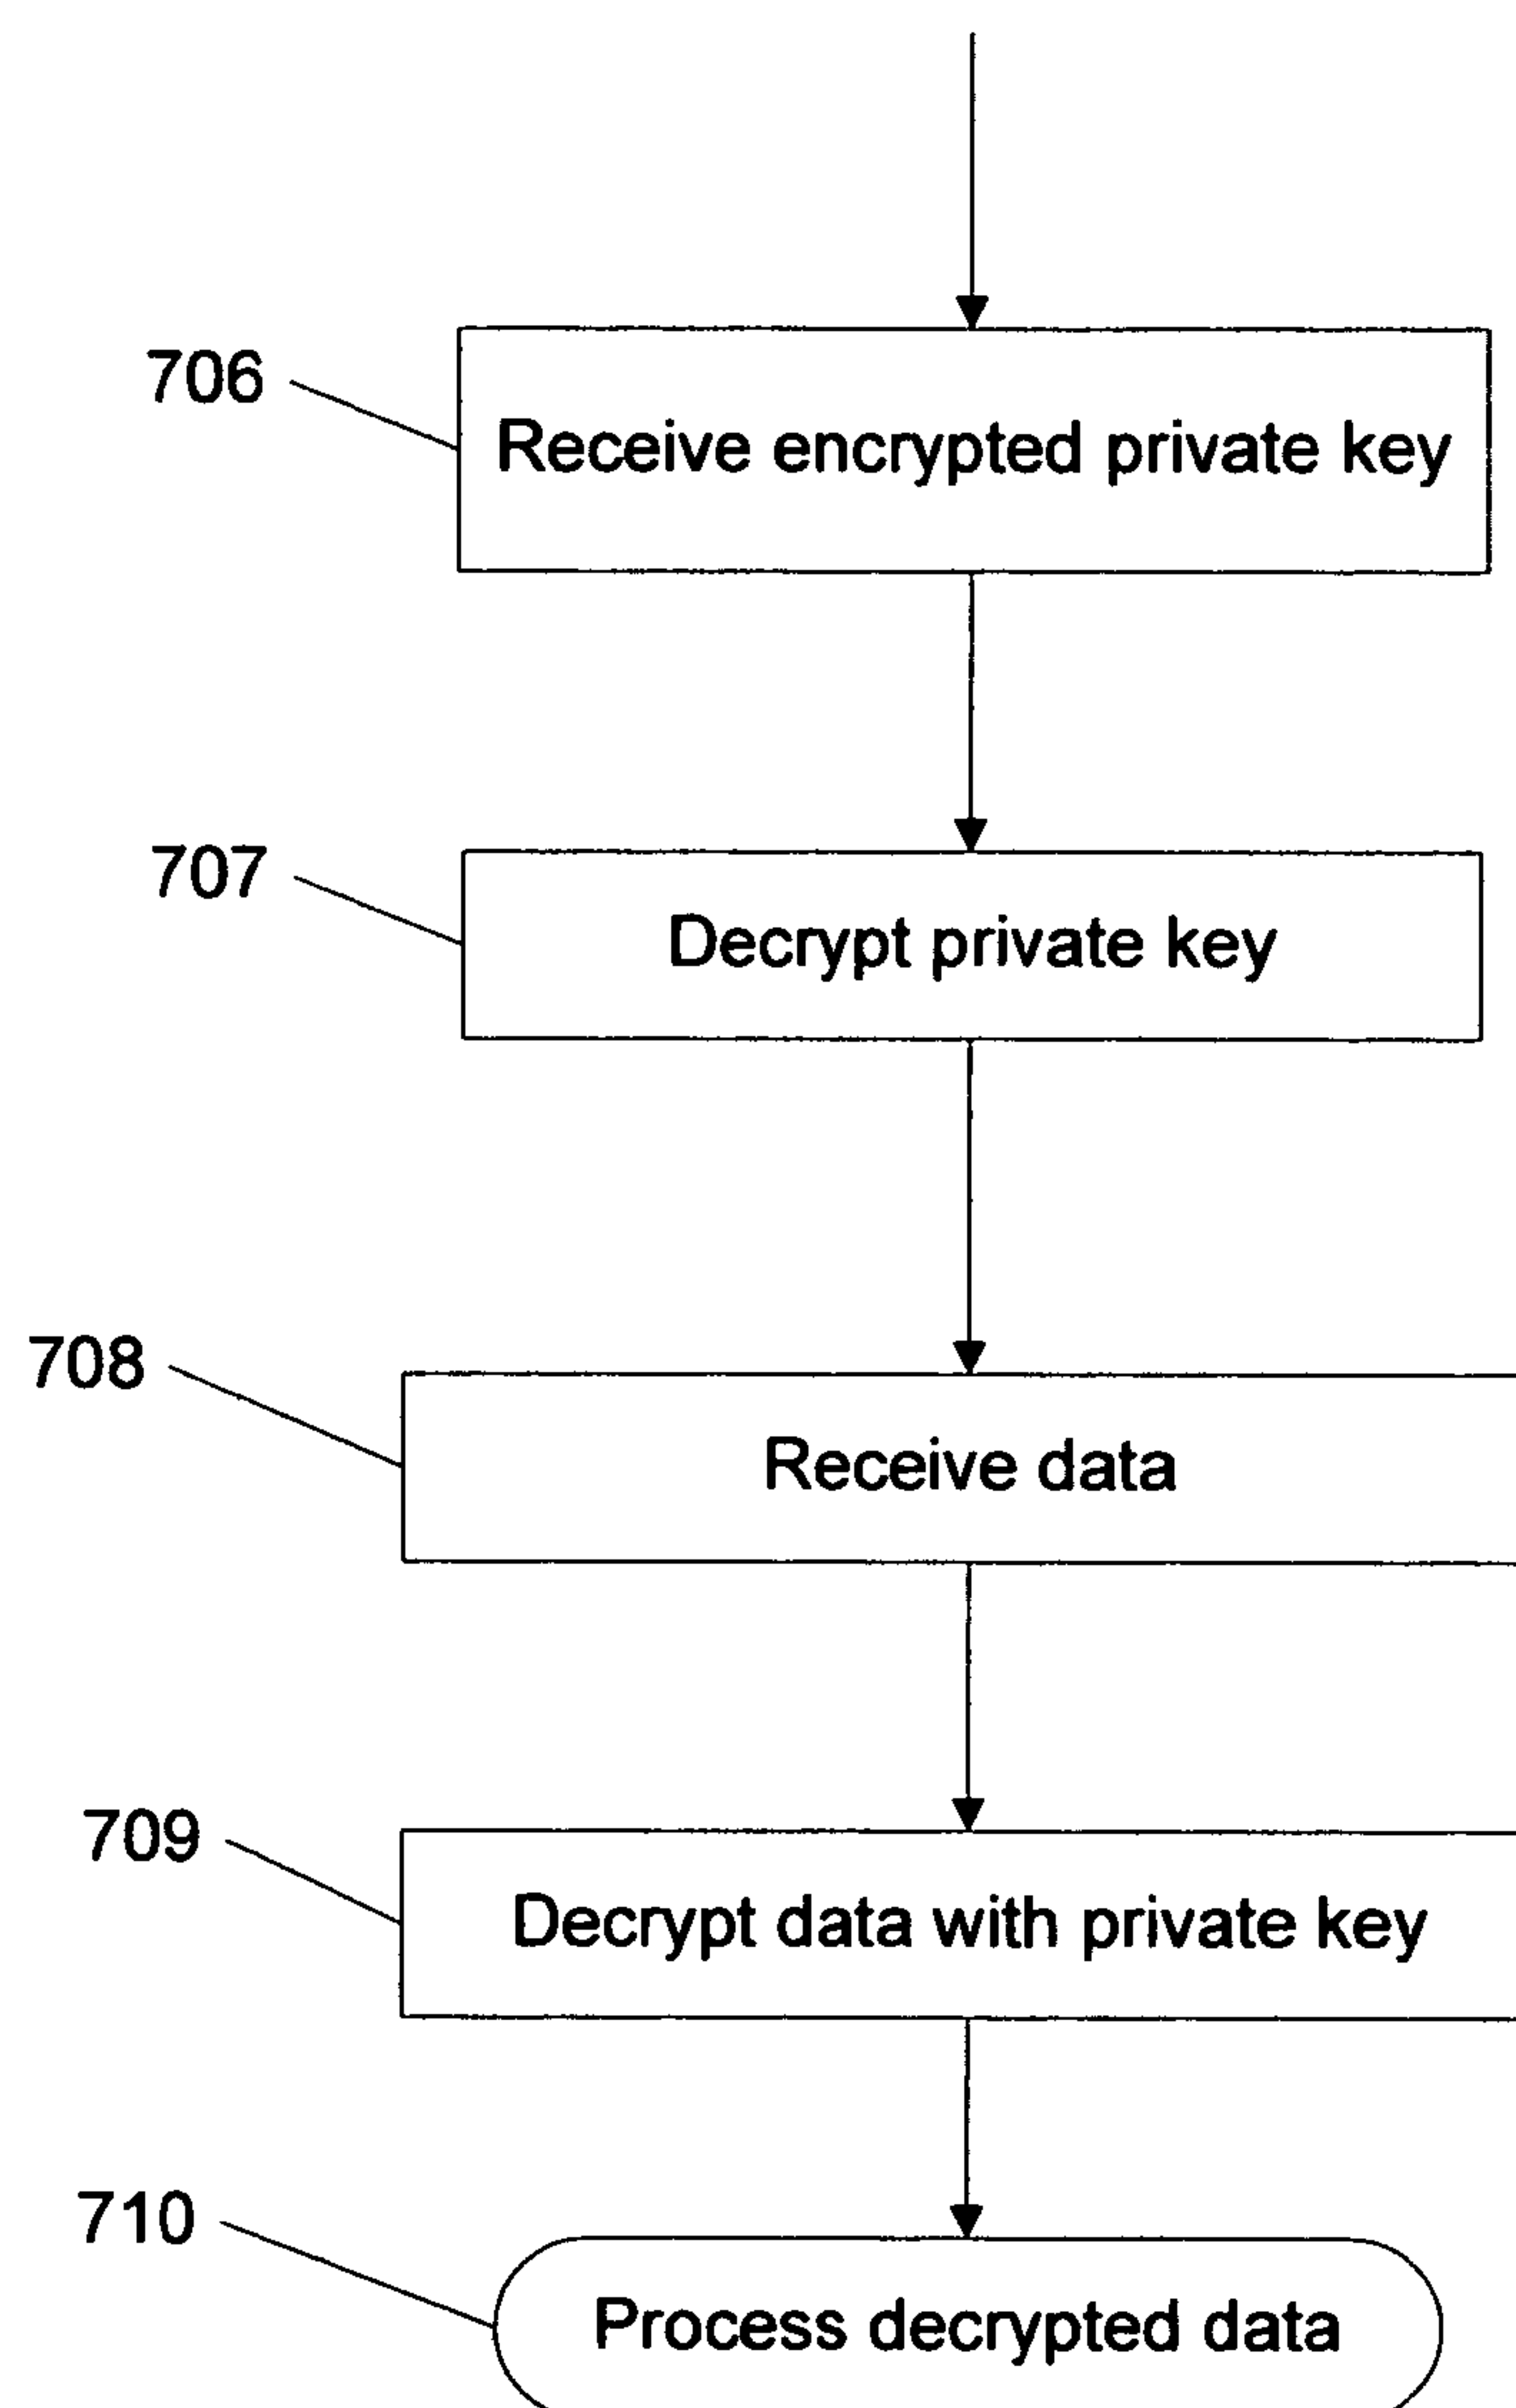 706
Receive encrypted private key
707
Decrypt private key
708
Receive data
709
Decrypt data with private key
710
Process decrypted data